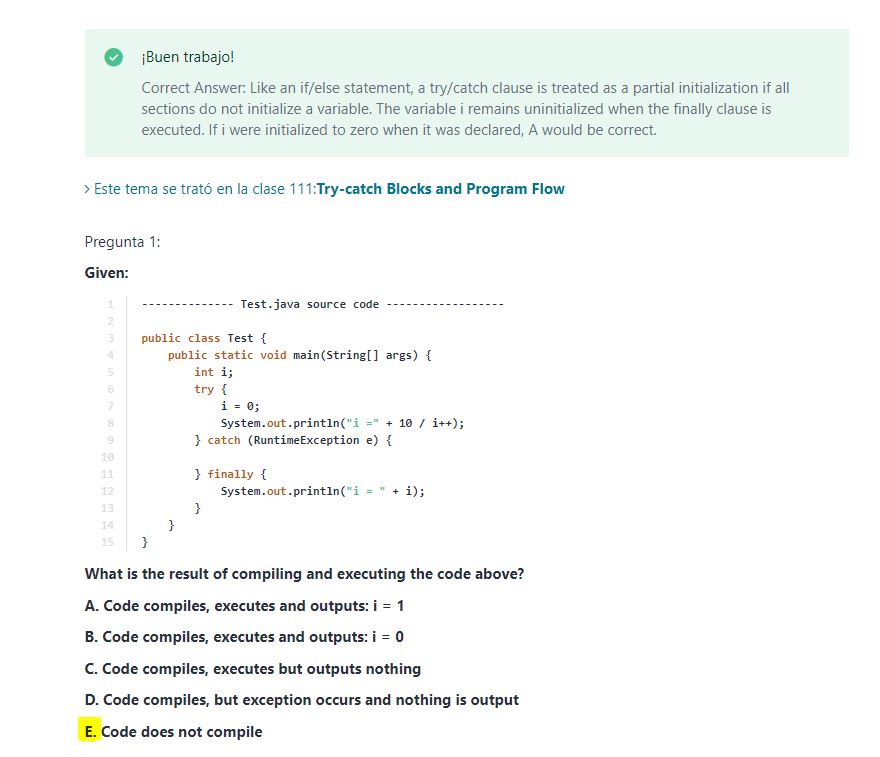 ¡Buen trabajo!
Correct Answer: Like an if/else statement, a try/catch clause is treated as a partial initialization if all
sections do not initialize a variable. The variable i remains uninitialized when the finally clause is
executed. If i were initialized to zero when it was declared, A would be correct.
> Este tema se trató en la clase 111:Try-catch Blocks and Program Flow
Pregunta 1:
Given:
1 -------------- Test.java source code ------------------
2
3 public class Test {
4     public static void main(String[] args) {
5         int i;
6         try {
7             i = 0;
8             System.out.println("i =" + 10 / i++);
9         } catch (RuntimeException e) {
10
11         } finally {
12             System.out.println("i = " + i);
13         }
14     }
15 }
What is the result of compiling and executing the code above?
A. Code compiles, executes and outputs: i = 1
B. Code compiles, executes and outputs: i = 0
C. Code compiles, executes but outputs nothing
D. Code compiles, but exception occurs and nothing is output
E. Code does not compile